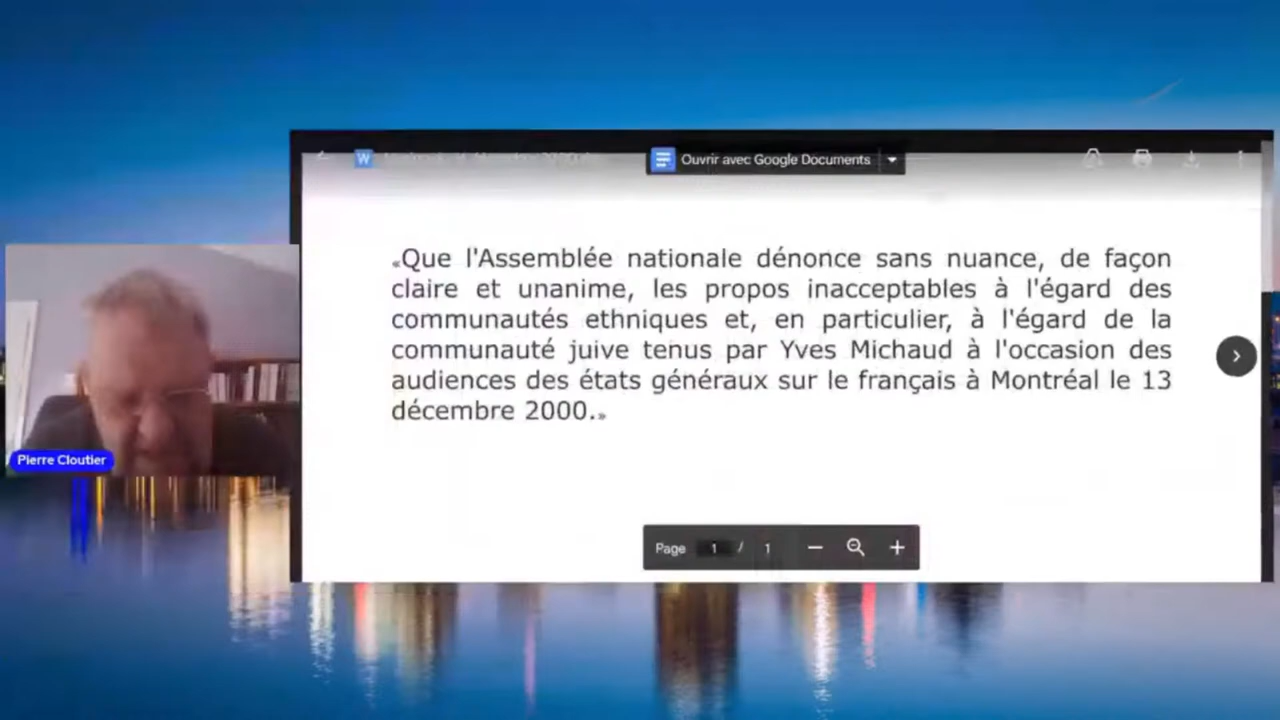 W
Ouvrir avec Google Documents
«Que l'Assemblée nationale dénonce sans nuance, de façon
claire et unanime, les propos inacceptables à l'égard des
communautés ethniques et, en particulier, à l'égard de la
communauté juive tenus par Yves Michaud à l'occasion des
audiences des états généraux sur le français à Montréal le 13
décembre 2000.»
Pierre Cloutier
Page 1 / 1